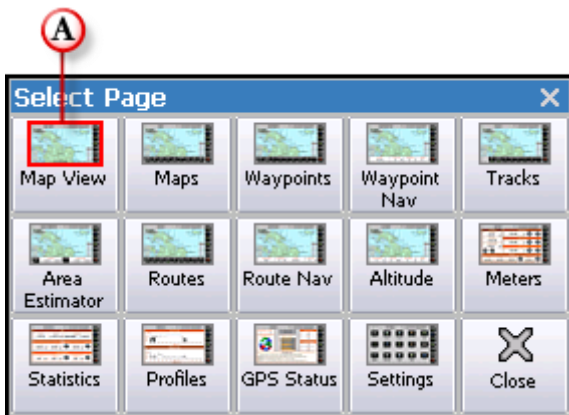 A
Select Page
Map View
Maps
Waypoints
Waypoint
Nav
Tracks
Area
Estimator
Routes
Route Nav
Altitude
Meters
Statistics
Profiles
GPS Status
Settings
Close